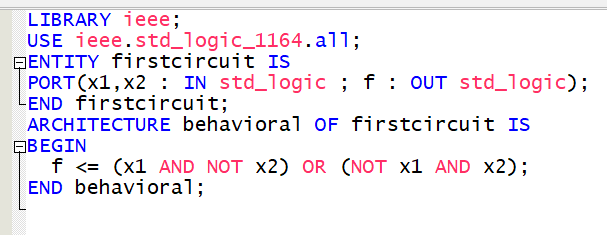 LIBRARY ieee;
USE ieee.std_logic_1164.all;
ENTITY firstcircuit IS
PORT(x1,x2 : IN std_logic ; f : OUT std_logic);
END firstcircuit;
ARCHITECTURE behavioral OF firstcircuit IS
BEGIN
  f <= (x1 AND NOT x2) OR (NOT x1 AND x2);
END behavioral;